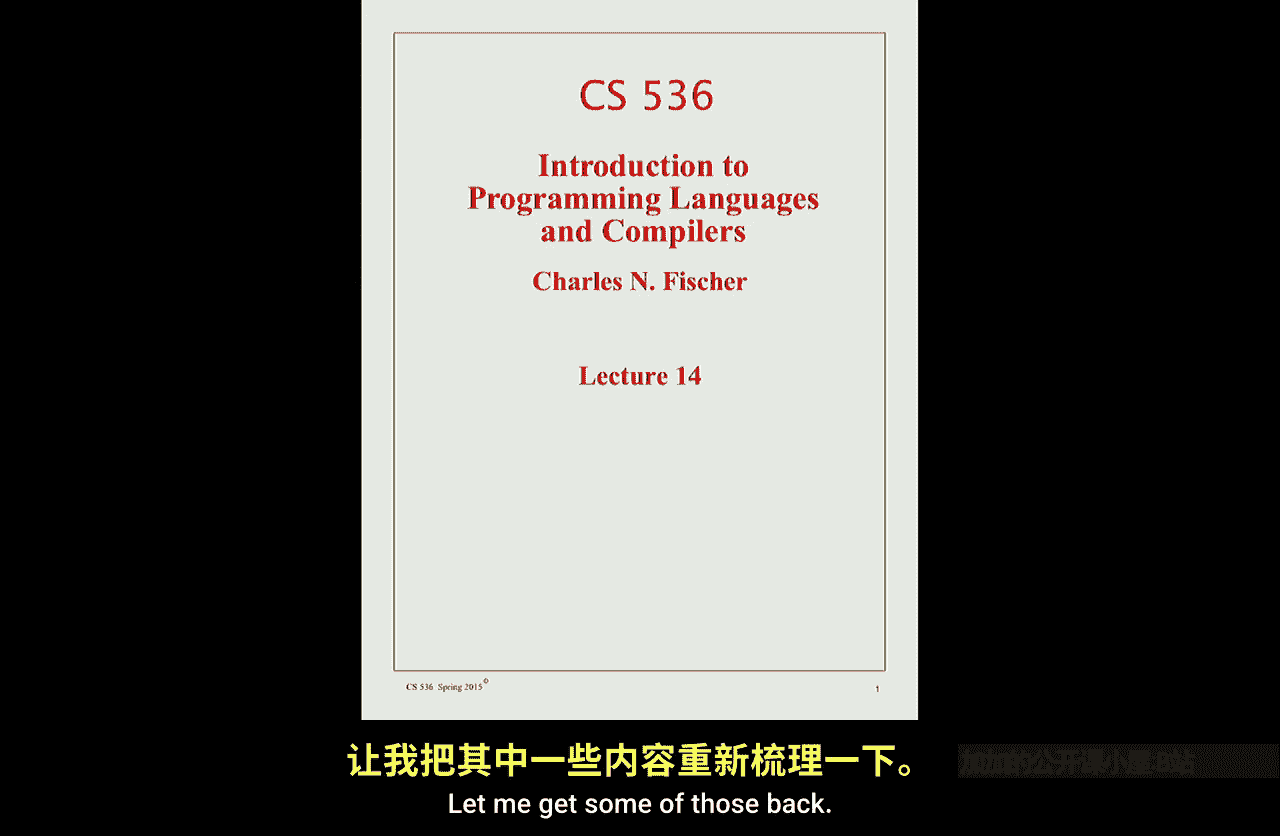 CS 536
Introduction to
Programming Languages
and Compilers
Charles N. Fischer
Lecture 14
CS 536 Spring 2015©
1
让我把其中一些内容重新梳理一下。
Let me get some of those back.